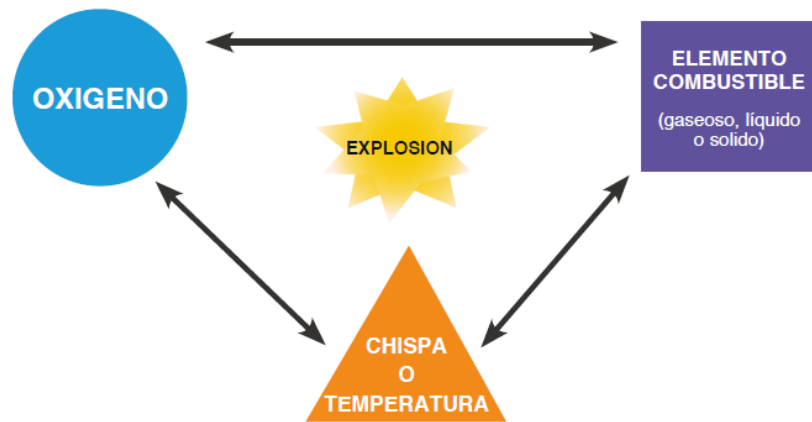 OXIGENO
ELEMENTO
COMBUSTIBLE
(gaseoso, líquido
o solido)
EXPLOSION
CHISPA
O
TEMPERATURA